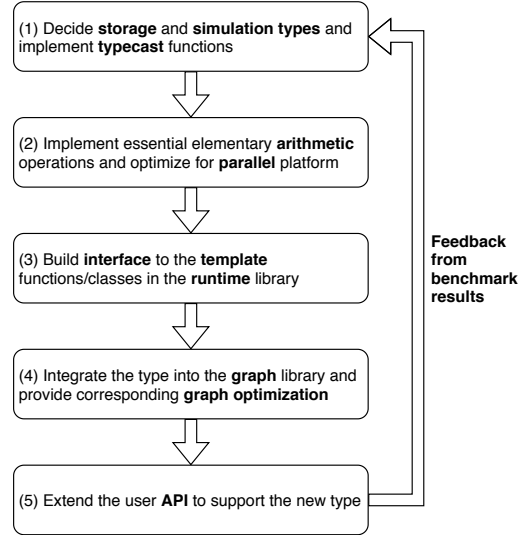 (1) Decide storage and simulation types and
implement typecast functions
(2) Implement essential elementary arithmetic
operations and optimize for parallel platform
(3) Build interface to the template
functions/classes in the runtime library
(4) Integrate the type into the graph library and
provide corresponding graph optimization
(5) Extend the user API to support the new type
Feedback
from
benchmark
results